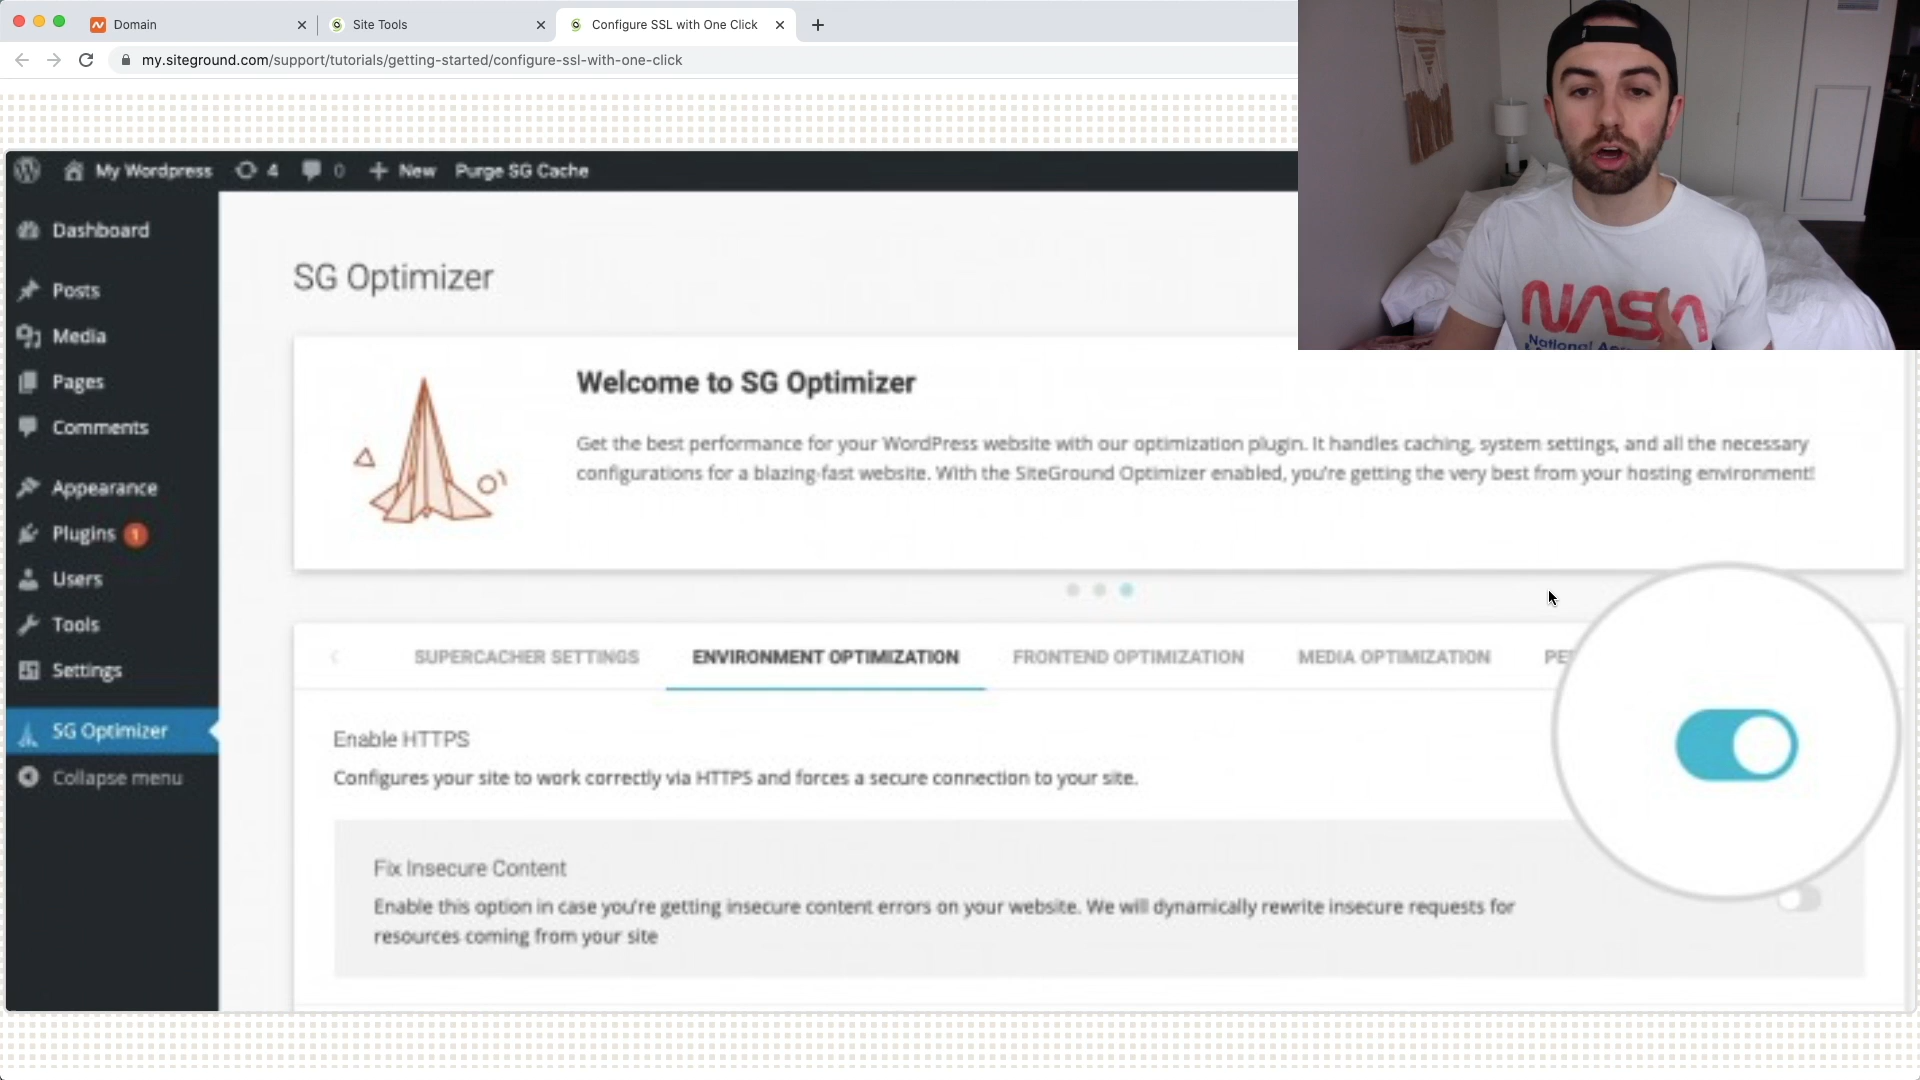 Domain
Site Tools
Configure SSL with One Click
my.siteground.com/support/tutorials/getting-started/configure-ssl-with-one-click
My Wordpress 4 0 New Purge SG Cache
Dashboard
Posts
Media
Pages
Comments
Appearance
Plugins 1
Users
Tools
Settings
SG Optimizer
Collapse menu
SG Optimizer
Welcome to SG Optimizer
Get the best performance for your WordPress website with our optimization plugin. It handles caching, system settings, and all the necessary
configurations for a blazing-fast website. With the SiteGround Optimizer enabled, you're getting the very best from your hosting environment!
SUPERCACHER SETTINGS ENVIRONMENT OPTIMIZATION FRONTEND OPTIMIZATION MEDIA OPTIMIZATION
Enable HTTPS
Configures your site to work correctly via HTTPS and forces a secure connection to your site.
Fix Insecure Content
Enable this option in case you're getting insecure content errors on your website. We will dynamically rewrite insecure requests for
resources coming from your site
NASA
National